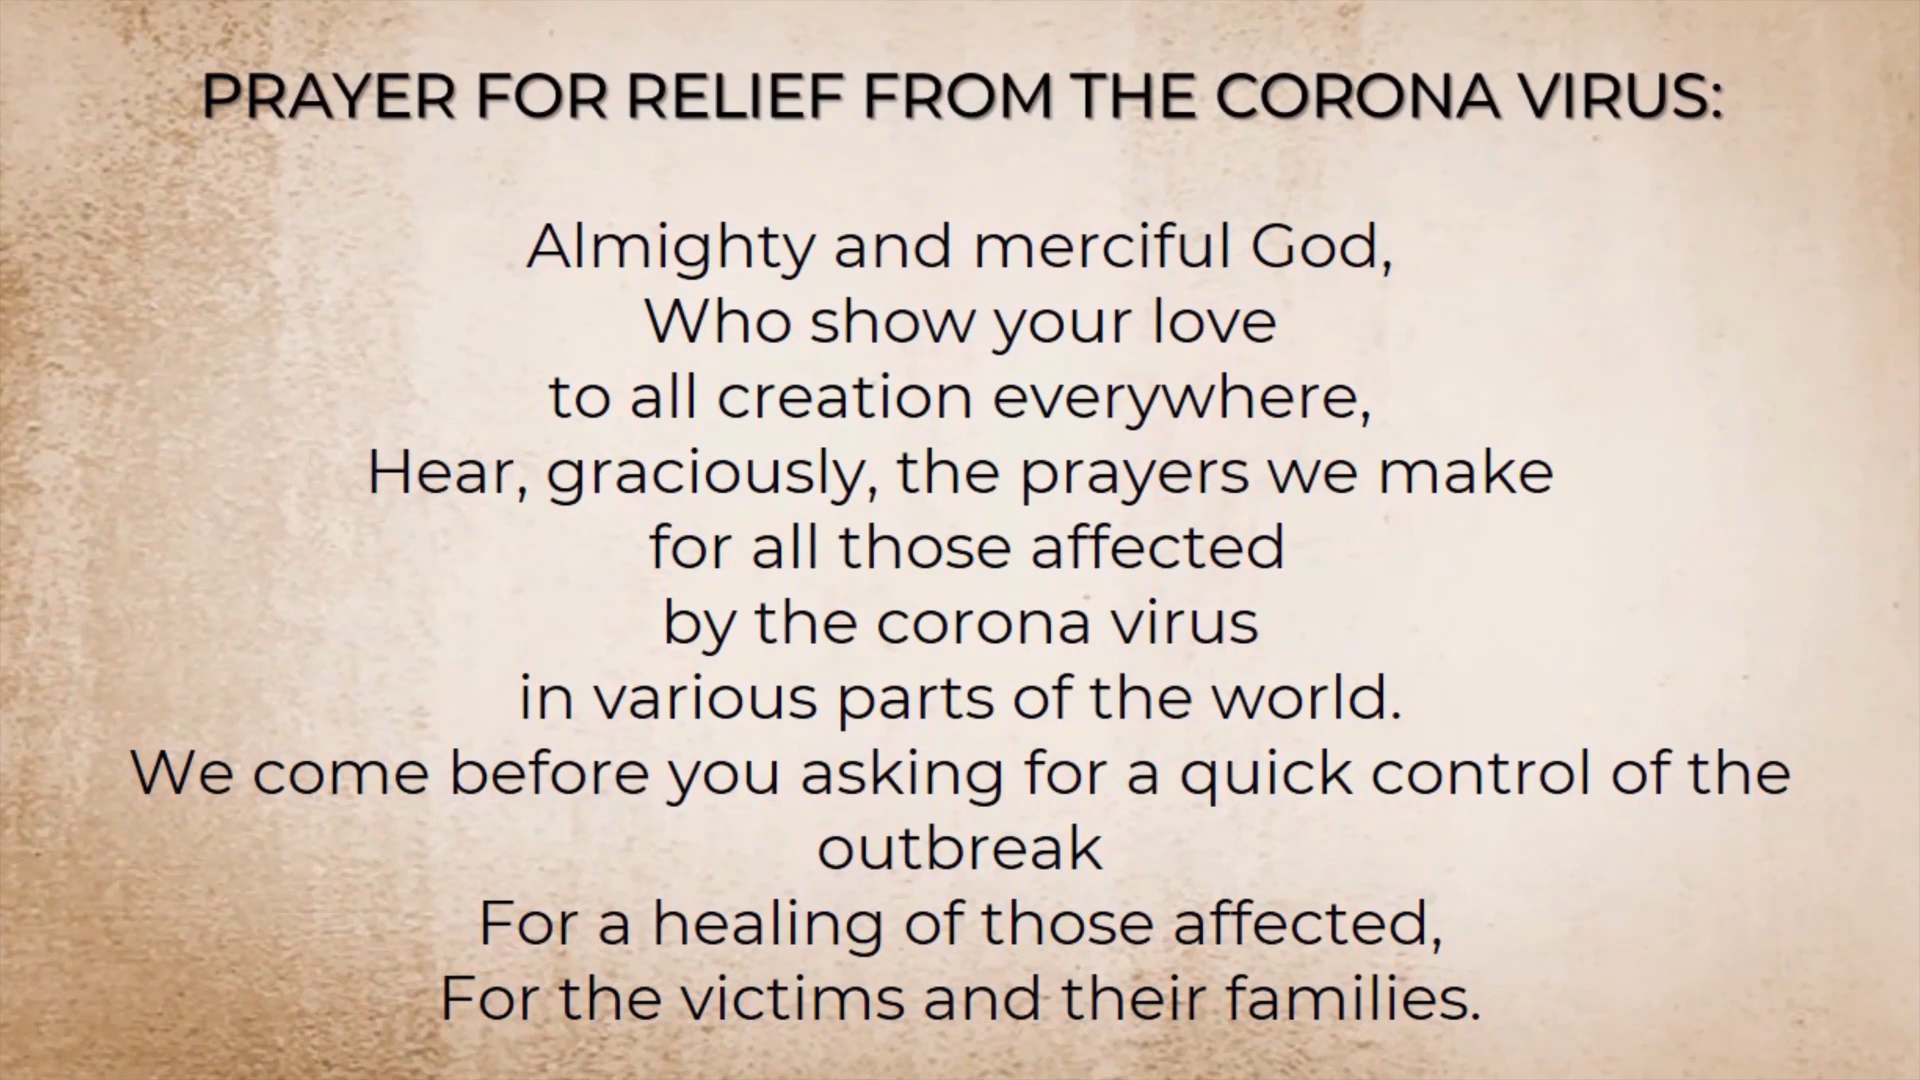 PRAYER FOR RELIEF FROM THE CORONA VIRUS:
Almighty and merciful God,
Who show your love
to all creation everywhere,
Hear, graciously, the prayers we make
for all those affected
by the corona virus
in various parts of the world.
We come before you asking for a quick control of the
outbreak
For a healing of those affected,
For the victims and their families.